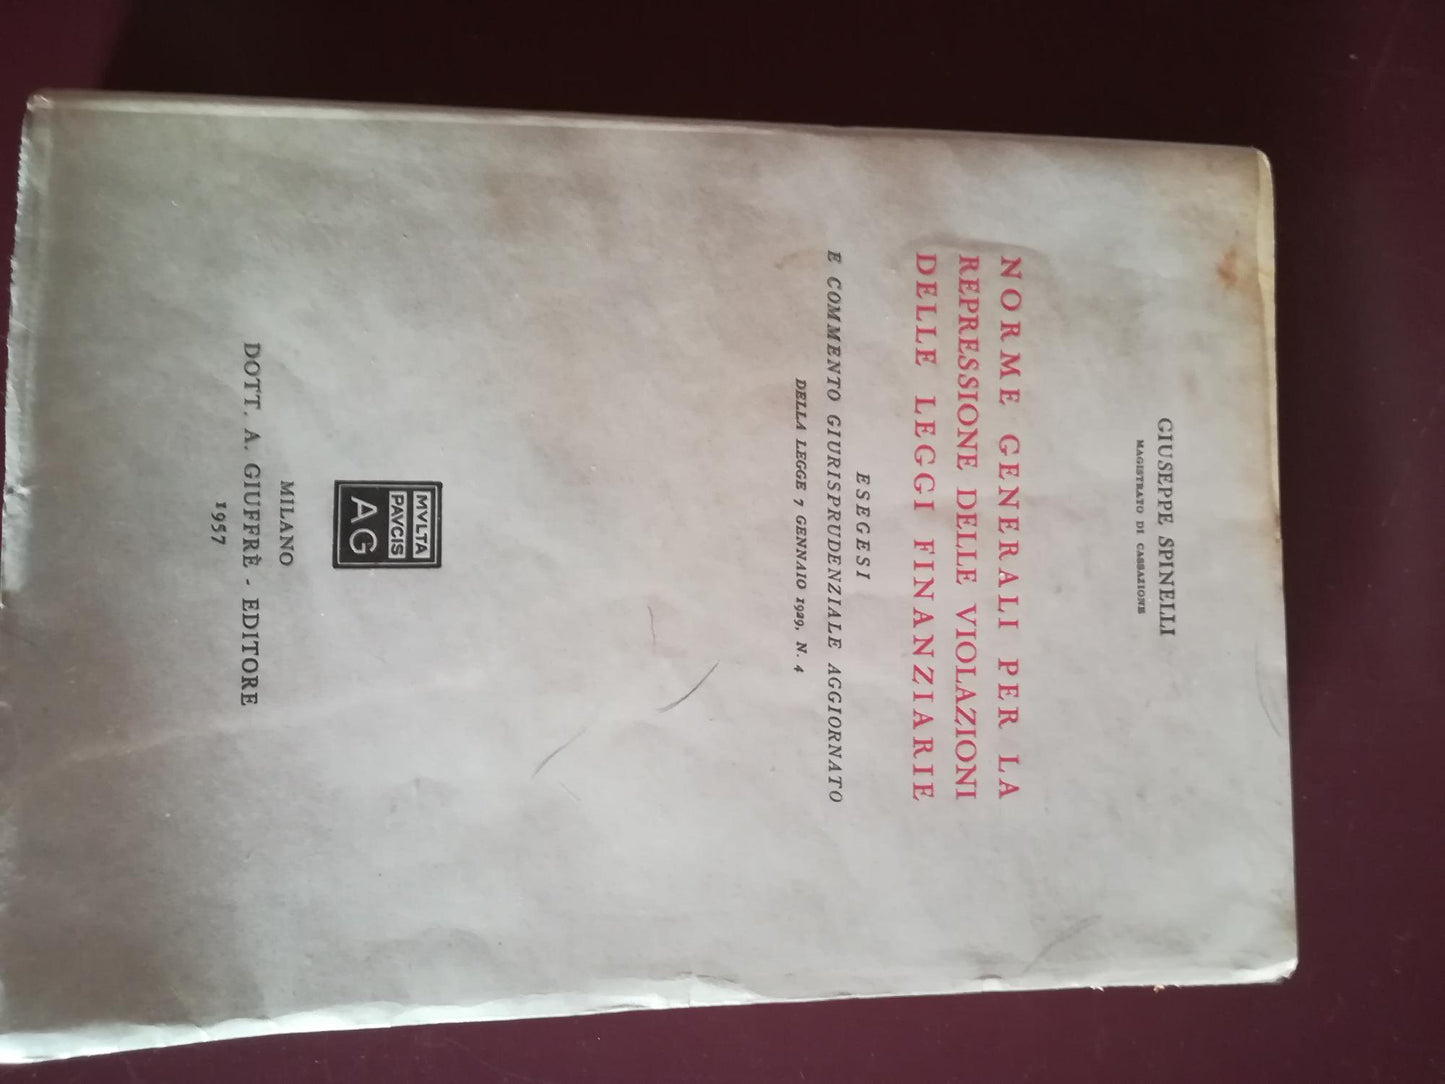 GIUSEPPE SPINELLI
MAGISTRATO DI CASSAZIONE
NORME GENERALI PER LA
REPRESSIONE DELLE VIOLAZIONI
DELLE LEGGI FINANZIARIE
ESEGESI
E COMMENTO GIURISPRUDENZIALE AGGIORNATO
DELLA LEGGE 7 GENNAIO 1929, N. 4
MVLTA
PAVCIS
AG
MILANO
DOTT. A. GIUFFRÈ - EDITORE
1957